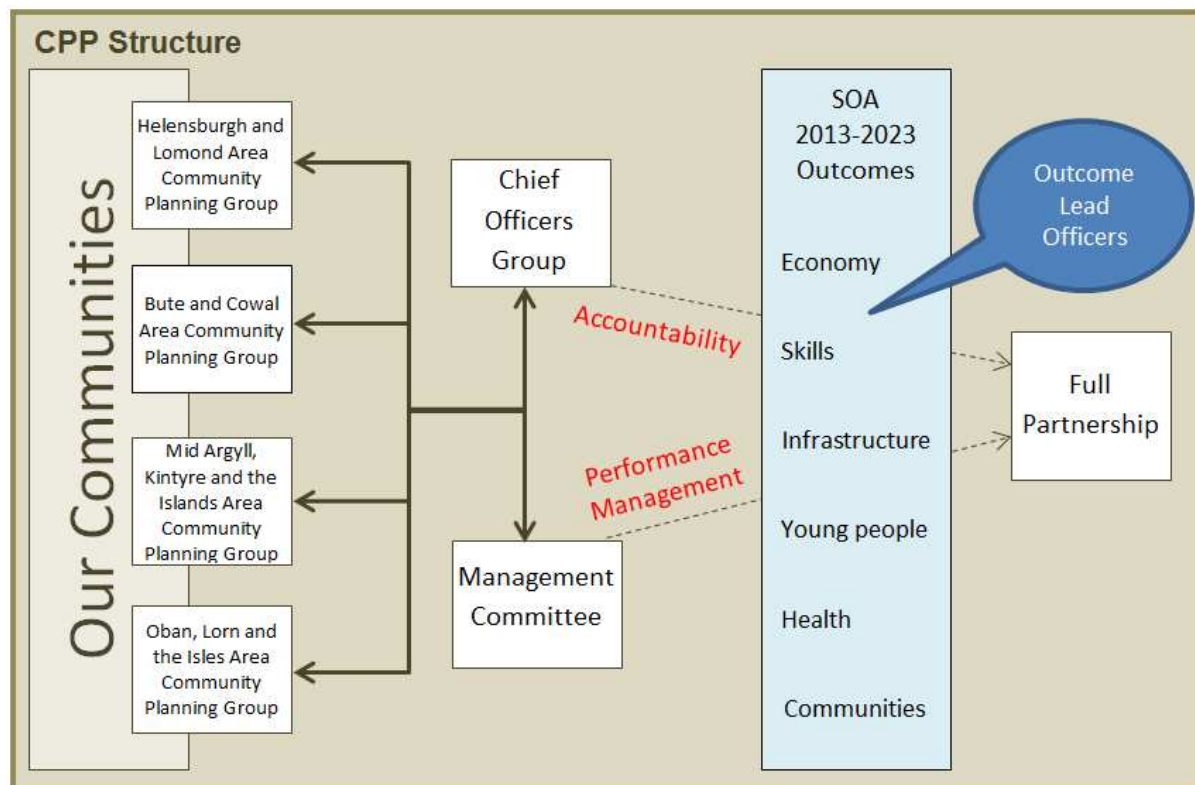 CPP Structure
Our Communities
Helensburgh and
Lomond Area
Community
Planning Group
Bute and Cowal
Area Community
Planning Group
Mid Argyll,
Kintyre and the
Islands Area
Community
Planning Group
Oban, Lorn and
the Isles Area
Community
Planning Group
Chief
Officers
Group
Management
Committee
Accountability
Performance
Management
SOA
2013-2023
Outcomes
Economy
Skills
Infrastructure
Young people
Health
Communities
Outcome
Lead
Officers
Full
Partnership